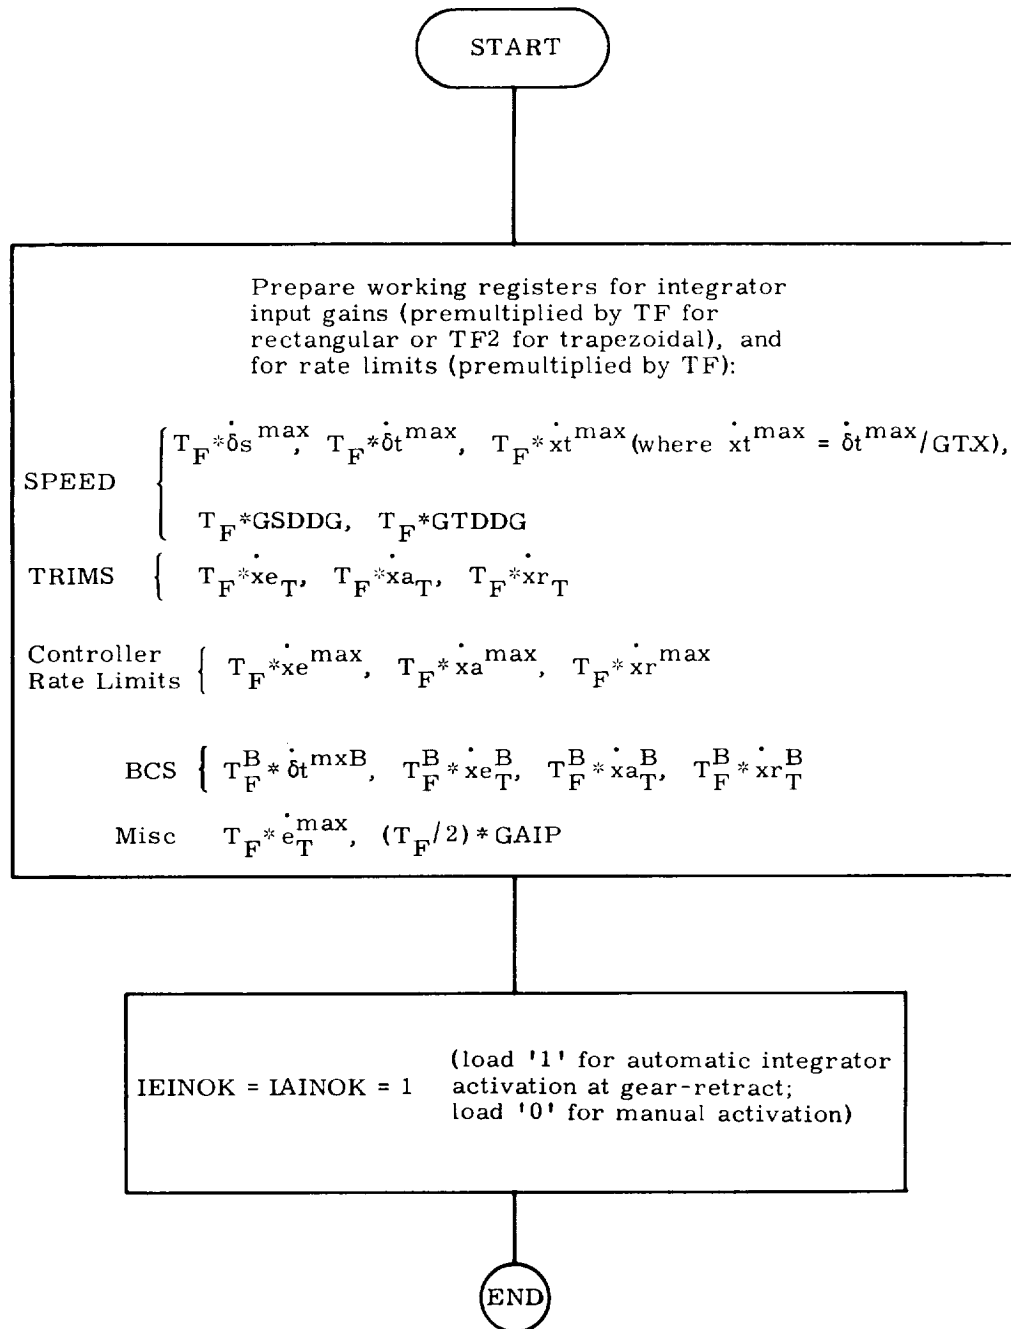 START
Prepare working registers for integrator
input gains (premultiplied by TF for
rectangular or TF2 for trapezoidal), and
for rate limits (premultiplied by TF):
SPEED { T_F * δ̇s^max, T_F * δ̇t^max, T_F * ẋt^max (where ẋt^max = δ̇t^max/GTX),
T_F * GSDDG, T_F * GTDDG
TRIMS { T_F * ẋe_T, T_F * ẋa_T, T_F * ẋr_T
Controller
Rate Limits { T_F * ẋe^max, T_F * ẋa^max, T_F * ẋr^max
BCS { T_F^B * δ̇t^mxB, T_F^B * ẋe_T^B, T_F^B * ẋa_T^B, T_F^B * ẋr_T^B
Misc T_F * ė_T^max, (T_F/2) * GAIP
IEINOK = IAINOK = 1 (load '1' for automatic integrator
activation at gear-retract;
load '0' for manual activation)
END